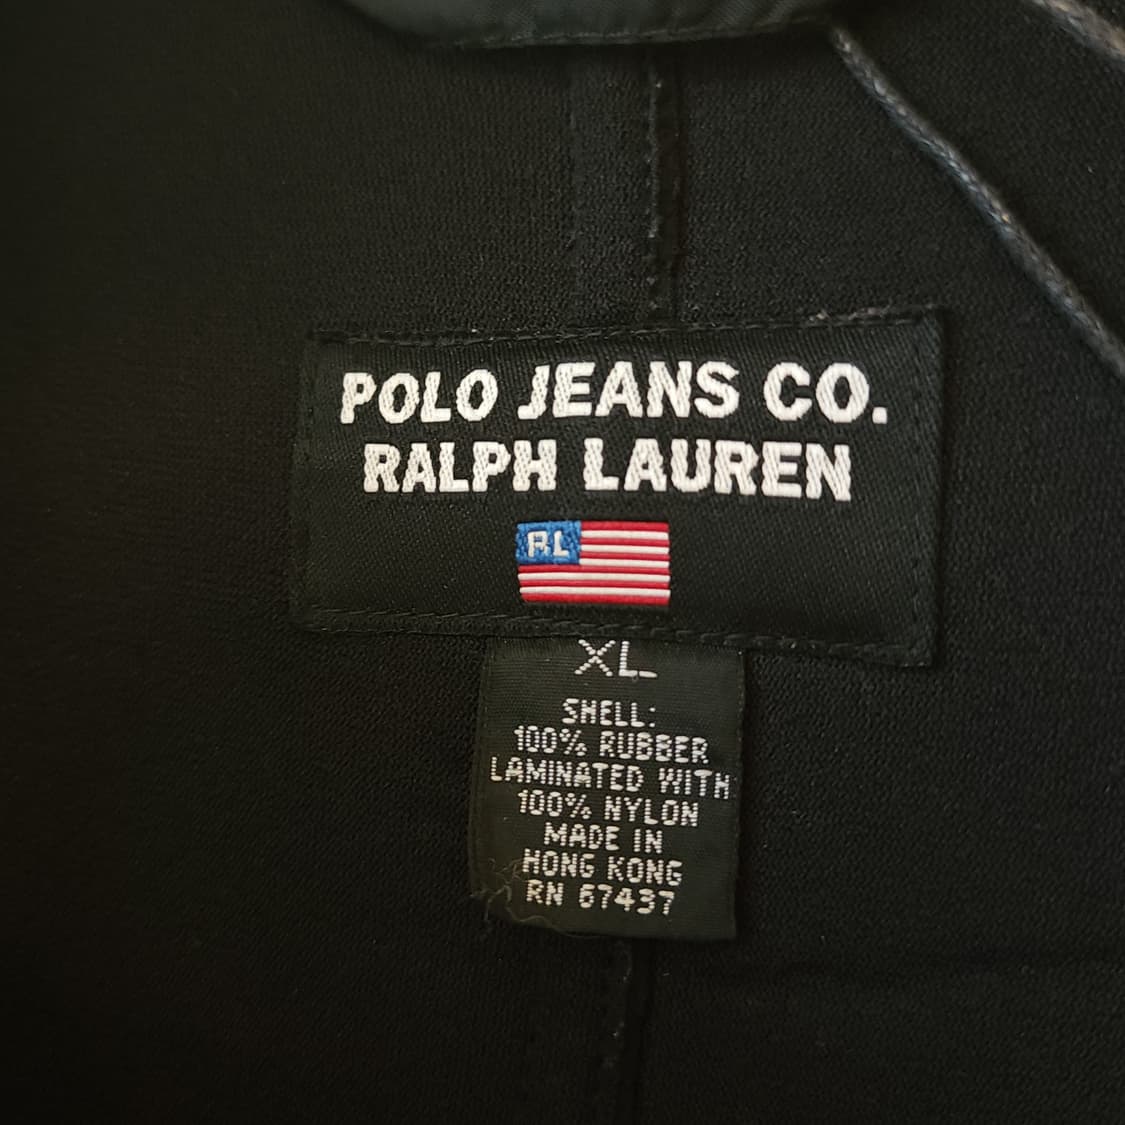 POLO JEANS CO.
RALPH LAUREN
RL
XL
SHELL:
100% RUBBER
LAMINATED WITH
100% NYLON
MADE IN
HONG KONG
RN 67437